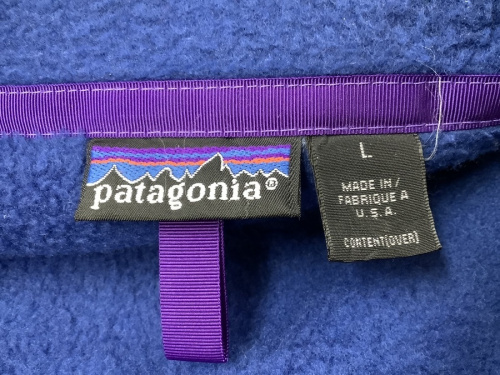 patagonia®
L
MADE IN/
FABRIQUE A
U.S.A.
CONTENT(OVER)